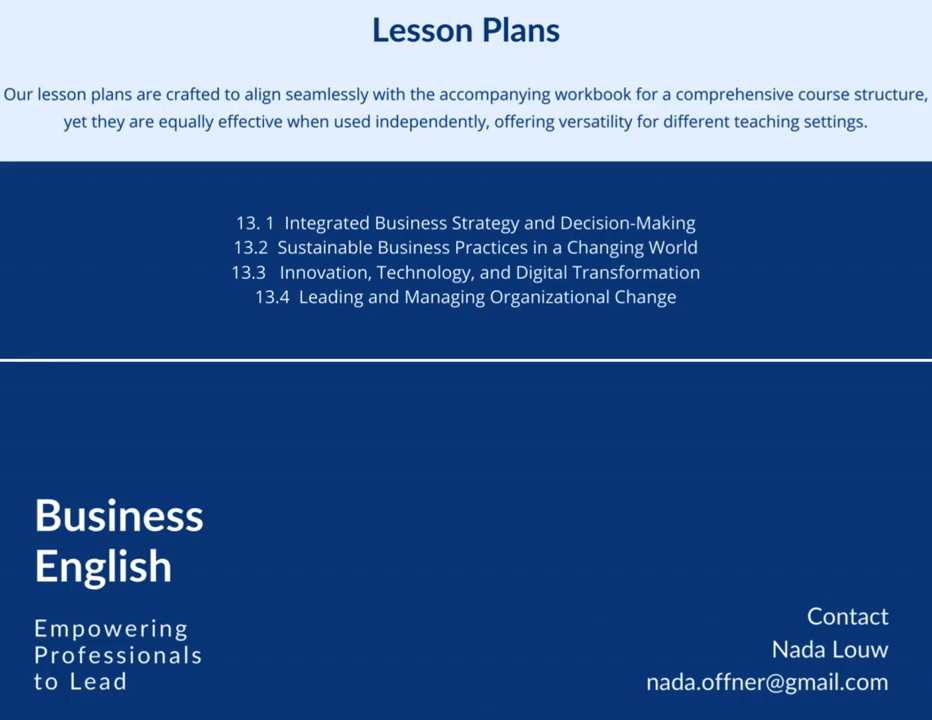 Lesson Plans
Our lesson plans are crafted to align seamlessly with the accompanying workbook for a comprehensive course structure,
yet they are equally effective when used independently, offering versatility for different teaching settings.
13. 1 Integrated Business Strategy and Decision-Making
13.2 Sustainable Business Practices in a Changing World
13.3 Innovation, Technology, and Digital Transformation
13.4 Leading and Managing Organizational Change
Business
English
Empowering
Professionals
to Lead
Contact
Nada Louw
nada.offner@gmail.com